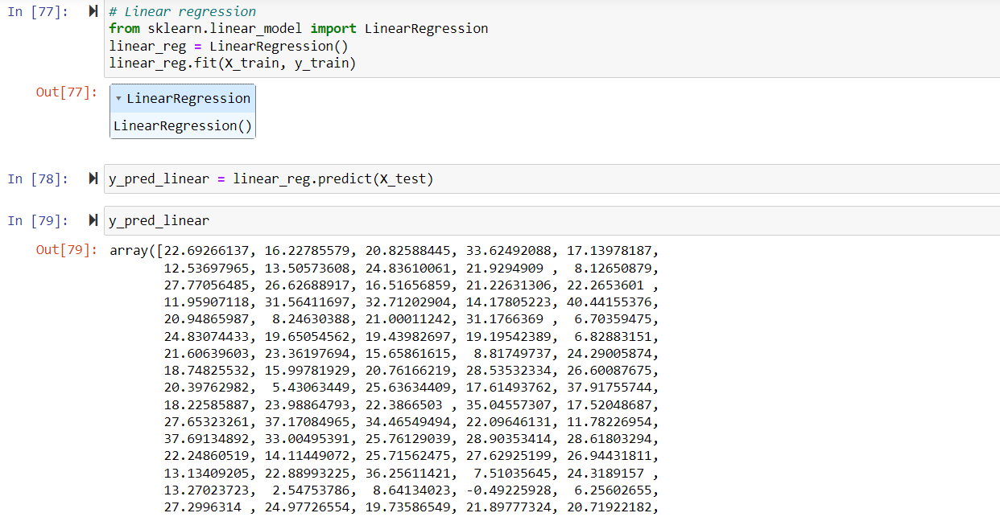 In [77]:
# Linear regression
from sklearn.linear_model import LinearRegression
linear_reg = LinearRegression()
linear_reg.fit(X_train, y_train)
Out[77]:
LinearRegression
LinearRegression()
In [78]:
y_pred_linear = linear_reg.predict(X_test)
In [79]:
y_pred_linear
Out[79]:
array([22.69266137, 16.22785579, 20.82588445, 33.62492088, 17.13978187,
12.53697965, 13.50573608, 24.83610061, 21.9294909 ,  8.12650879,
27.77056485, 26.62688917, 16.51656859, 21.22631306, 22.2653601 ,
11.95907118, 31.56411697, 32.71202904, 14.17805223, 40.44155376,
20.94865987,  8.24630388, 21.00011242, 31.1766369 ,  6.70359475,
24.83074433, 19.65054562, 19.43982697, 19.19542389,  6.82883151,
21.60639603, 23.36197694, 15.65861615,  8.81749737, 24.29005874,
18.74825532, 15.99781929, 20.76166219, 28.53532334, 26.60087675,
20.39762982,  5.43063449, 25.63634409, 17.61493762, 37.91755744,
18.22585887, 23.98864793, 22.3866503 , 35.04557307, 17.52048687,
27.65323261, 37.17084965, 34.46549494, 22.09646131, 11.78226954,
37.69134892, 33.00495391, 25.76129039, 28.90353414, 28.61803294,
22.24860519, 14.11449072, 25.71562475, 27.62925199, 26.94431811,
13.13409205, 22.88993225, 36.25611421,  7.51035645, 24.3189157 ,
13.27023723,  2.54753786,  8.64134023, -0.49225928,  6.25602655,
27.2996314 , 24.97726554, 19.73586549, 21.89777324, 20.71922182,